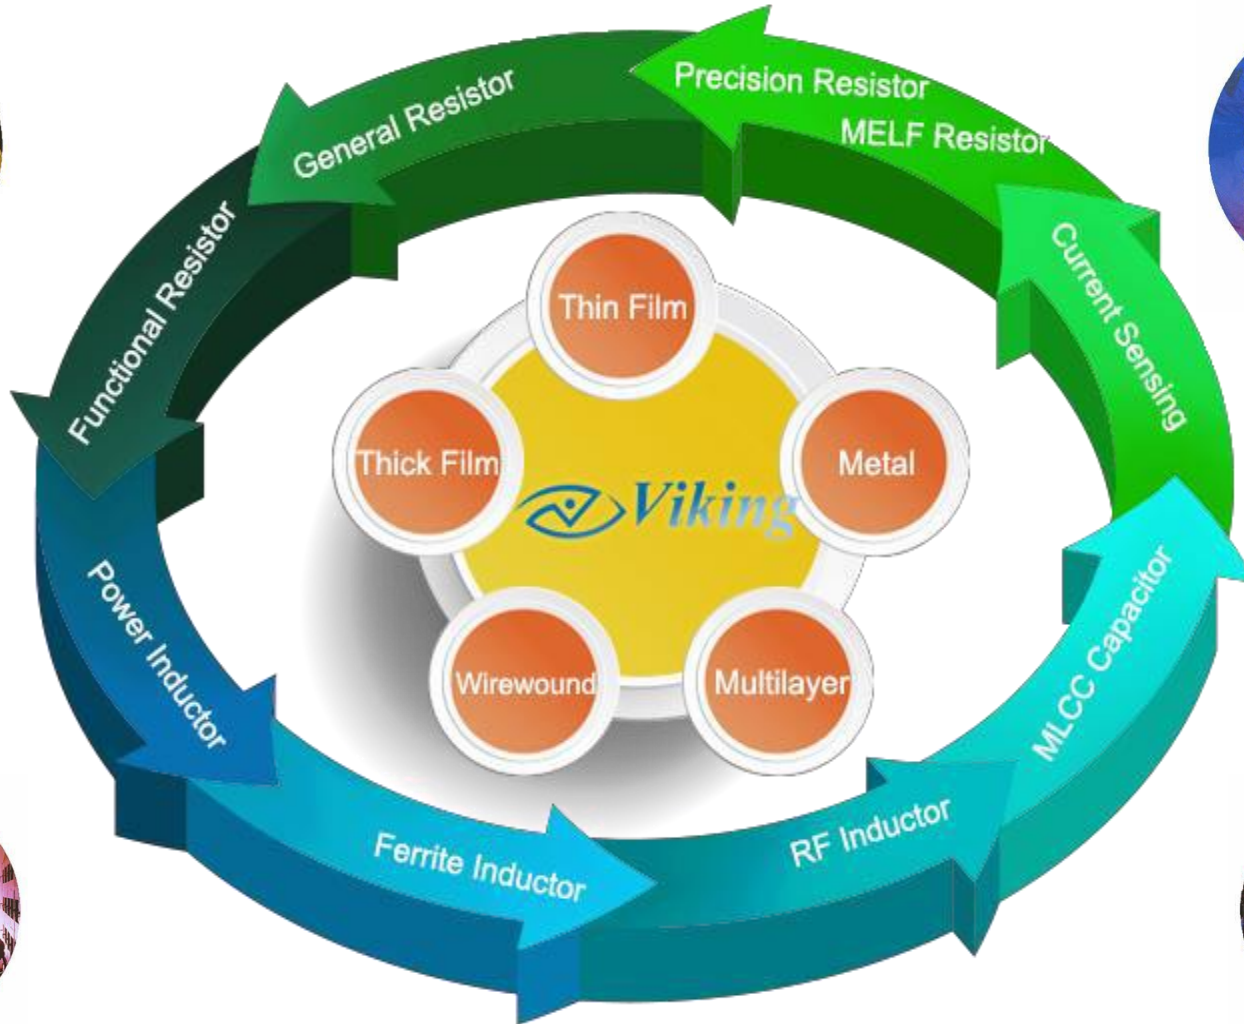 Precision Resistor
MELF Resistor
General Resistor
Current Sensing
Functional Resistor
Thin Film
Thick Film
Metal
Viking
Power Inductor
MLCC Capacitor
Wirewound
Multilayer
RF Inductor
Ferrite Inductor